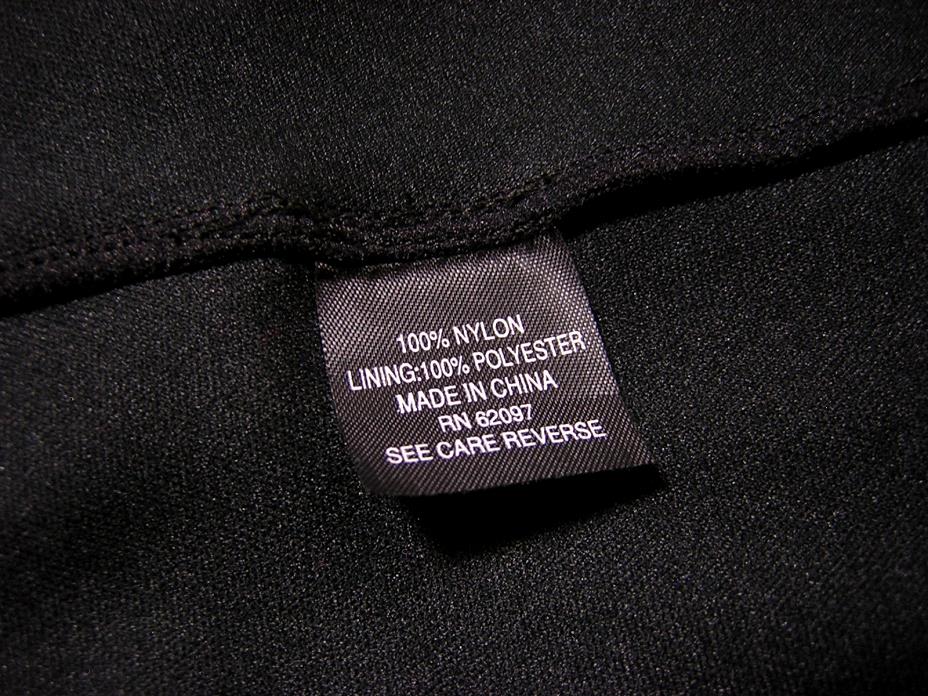 100% NYLON
LINING:100% POLYESTER
MADE IN CHINA
RN 62097
SEE CARE REVERSE